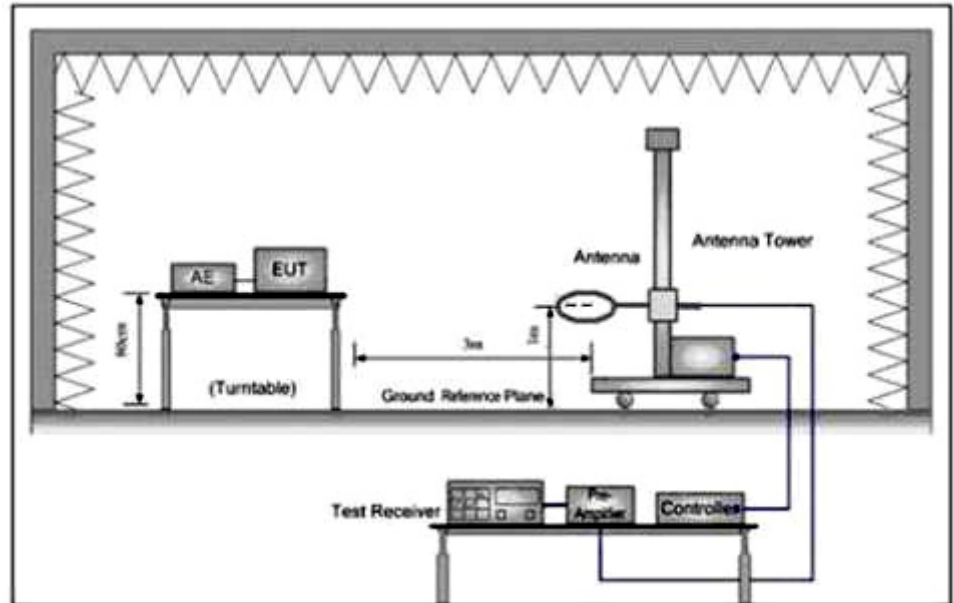 Antenna Tower
Antenna
AE
EUT
80cm
3m
1m
(Turntable)
Ground Reference Plane
Test Receiver
Pre-
Amplifier
Controller